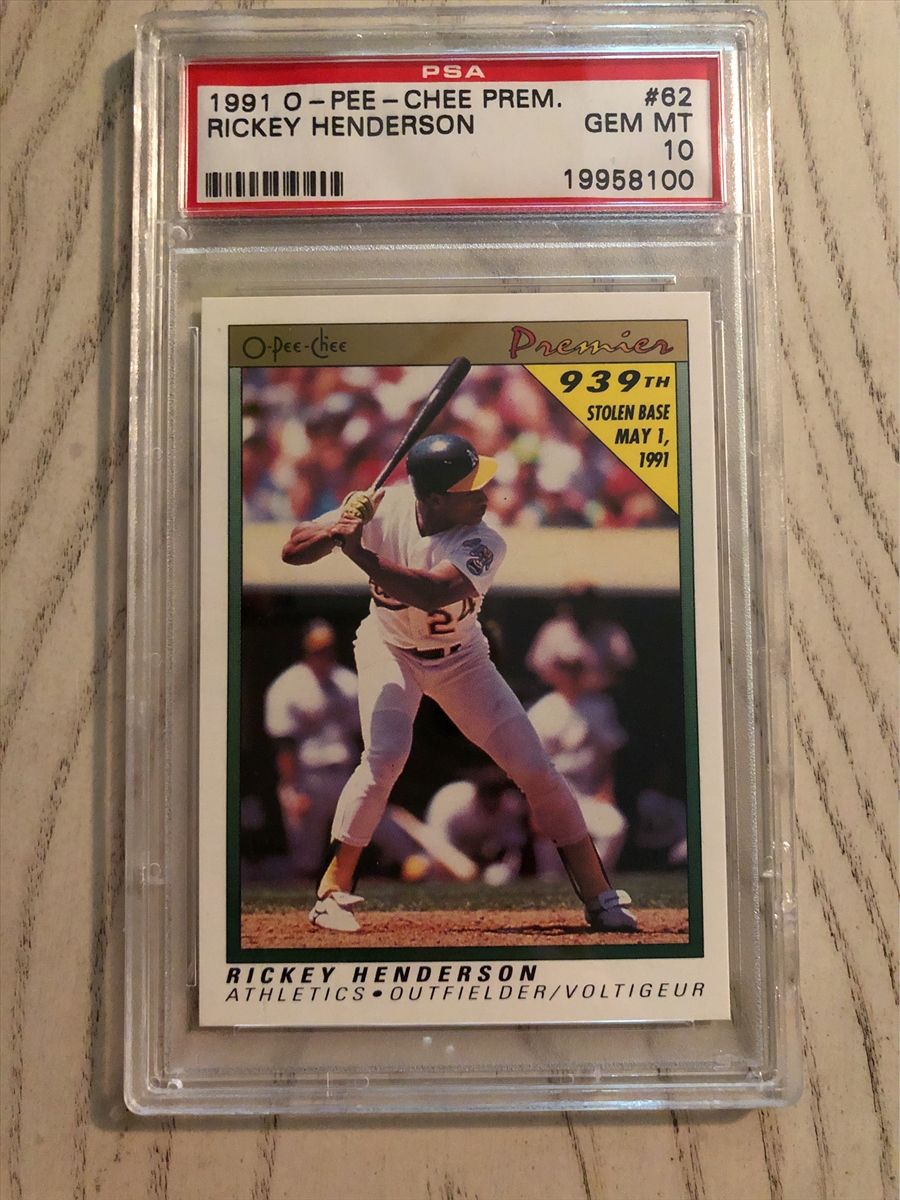 PSA
1991 O-PEE-CHEE PREM. #62
RICKEY HENDERSON GEM MT
10
19958100
O-Pee-Chee Premier
939TH
STOLEN BASE
MAY 1,
1991
24
RICKEY HENDERSON
ATHLETICS • OUTFIELDER/VOLTIGEUR